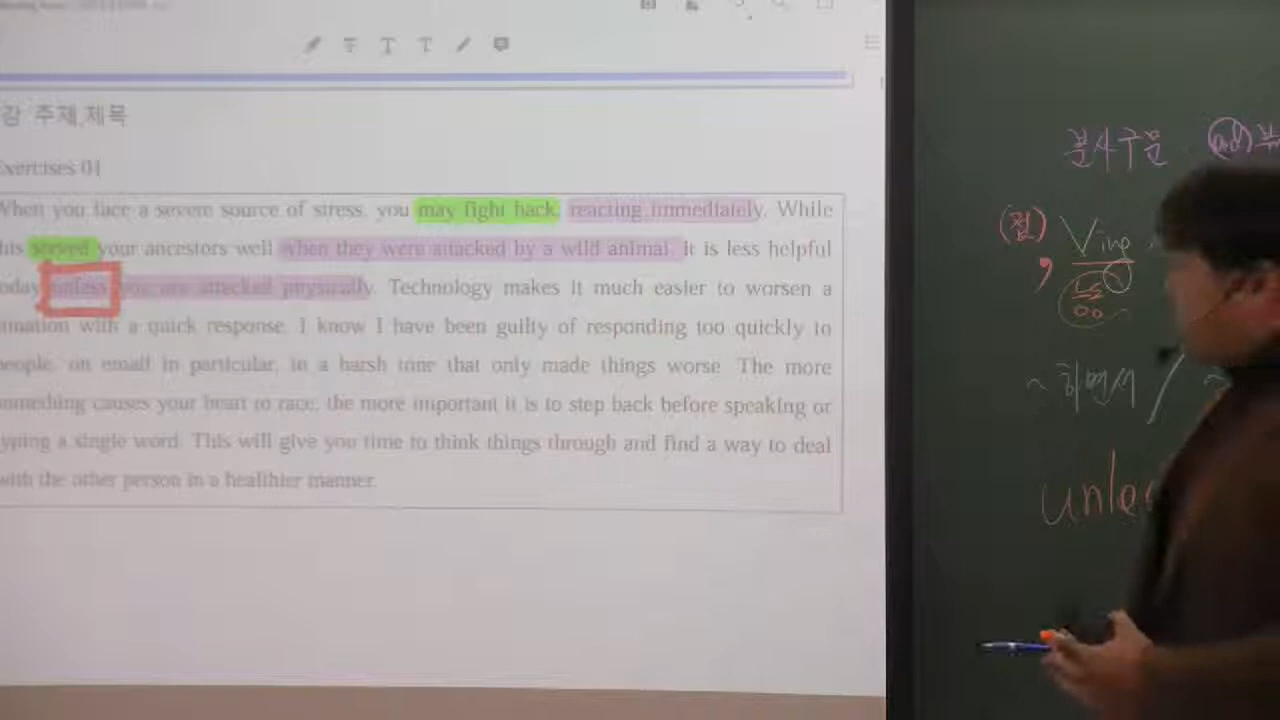 강 주제,제목
Exercises 01
When you face a severe source of stress, you may fight back, reacting immediately. While
this served your ancestors well when they were attacked by a wild animal, it is less helpful
today unless you are attacked physically. Technology makes it much easier to worsen a
situation with a quick response. I know I have been guilty of responding too quickly to
people, on email in particular, in a harsh tone that only made things worse. The more
something causes your heart to race, the more important it is to step back before speaking or
typing a single word. This will give you time to think things through and find a way to deal
with the other person in a healthier manner.
분사구문
(접) Ving
,
~ 하면서 /
unle